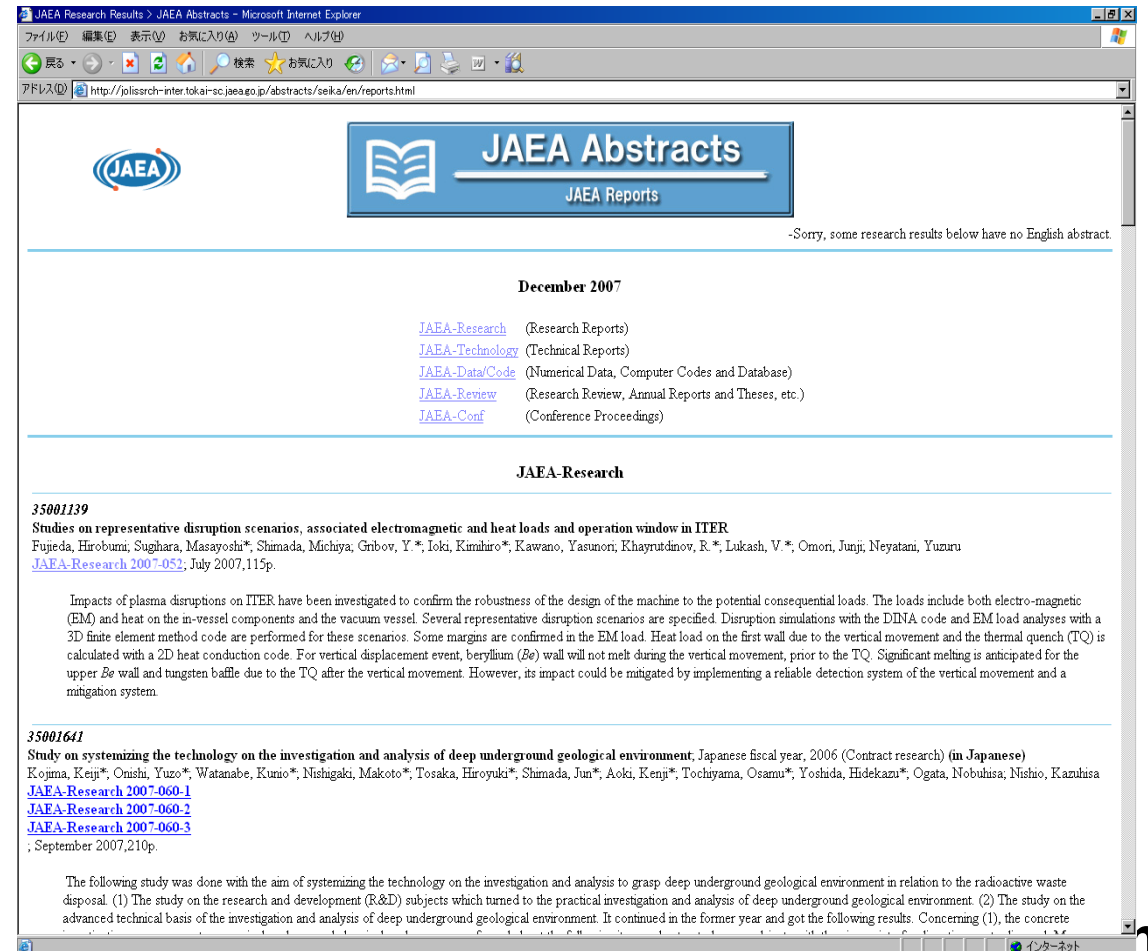 JAEA Research Results > JAEA Abstracts - Microsoft Internet Explorer
ファイル(F) 編集(E) 表示(V) お気に入り(A) ツール(T) ヘルプ(H)
戻る 検索 お気に入り
アドレス(D) http://jolissrch-inter.tokai-sc.jaea.go.jp/abstracts/seika/en/reports.html
JAEA
JAEA Abstracts
JAEA Reports
-Sorry, some research results below have no English abstract.
December 2007
JAEA-Research (Research Reports)
JAEA-Technology (Technical Reports)
JAEA-Data/Code (Numerical Data, Computer Codes and Database)
JAEA-Review (Research Review, Annual Reports and Theses, etc.)
JAEA-Conf (Conference Proceedings)
JAEA-Research
35001139
Studies on representative disruption scenarios, associated electromagnetic and heat loads and operation window in ITER
Fujieda, Hirobumi; Sugihara, Masayoshi*; Shimada, Michiya; Gribov, Y.*; Ioki, Kimihiro*; Kawano, Yasunori; Khayrutdinov, R.*; Lukash, V.*; Omori, Junji; Neyatani, Yuzuru
JAEA-Research 2007-052; July 2007,115p.
Impacts of plasma disruptions on ITER have been investigated to confirm the robustness of the design of the machine to the potential consequential loads. The loads include both electro-magnetic
(EM) and heat on the in-vessel components and the vacuum vessel. Several representative disruption scenarios are specified. Disruption simulations with the DINA code and EM load analyses with a
3D finite element method code are performed for these scenarios. Some margins are confirmed in the EM load. Heat load on the first wall due to the vertical movement and the thermal quench (TQ) is
calculated with a 2D heat conduction code. For vertical displacement event, beryllium (Be) wall will not melt during the vertical movement, prior to the TQ. Significant melting is anticipated for the
upper Be wall and tungsten baffle due to the TQ after the vertical movement. However, its impact could be mitigated by implementing a reliable detection system of the vertical movement and a
mitigation system.
35001641
Study on systemizing the technology on the investigation and analysis of deep underground geological environment; Japanese fiscal year, 2006 (Contract research) (in Japanese)
Kojima, Keiji*; Onishi, Yuzo*; Watanabe, Kunio*; Nishigaki, Makoto*; Tosaka, Hiroyuki*; Shimada, Jun*; Aoki, Kenji*; Tochiyama, Osamu*; Yoshida, Hidekazu*; Ogata, Nobuhisa; Nishio, Kazuhisa
JAEA-Research 2007-060-1
JAEA-Research 2007-060-2
JAEA-Research 2007-060-3
; September 2007,210p.
The following study was done with the aim of systemizing the technology on the investigation and analysis to grasp deep underground geological environment in relation to the radioactive waste
disposal. (1) The study on the research and development (R&D) subjects which turned to the practical investigation and analysis of deep underground geological environment. (2) The study on the
advanced technical basis of the investigation and analysis of deep underground geological environment. It continued in the former year and got the following results. Concerning (1), the concrete
インターネット